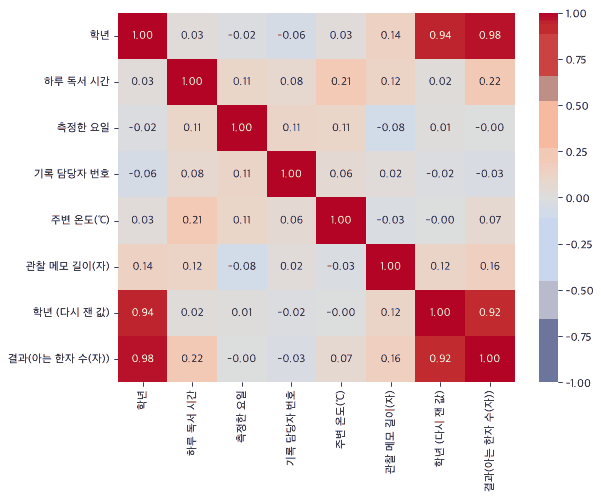 학년 1.00 0.03 -0.02 -0.06 0.03 0.14 0.94 0.98
하루 독서 시간 0.03 1.00 0.11 0.08 0.21 0.12 0.02 0.22
측정한 요일 -0.02 0.11 1.00 0.11 0.11 -0.08 0.01 -0.00
기록 담당자 번호 -0.06 0.08 0.11 1.00 0.06 0.02 -0.02 -0.03
주변 온도(℃) 0.03 0.21 0.11 0.06 1.00 -0.03 -0.00 0.07
관찰 메모 길이(자) 0.14 0.12 -0.08 0.02 -0.03 1.00 0.12 0.16
학년 (다시 잰 값) 0.94 0.02 0.01 -0.02 -0.00 0.12 1.00 0.92
결과(아는 한자 수(자)) 0.98 0.22 -0.00 -0.03 0.07 0.16 0.92 1.00
학년
하루 독서 시간
측정한 요일
기록 담당자 번호
주변 온도(℃)
관찰 메모 길이(자)
학년 (다시 잰 값)
결과(아는 한자 수(자))
1.00
0.75
0.50
0.25
0.00
-0.25
-0.50
-0.75
-1.00